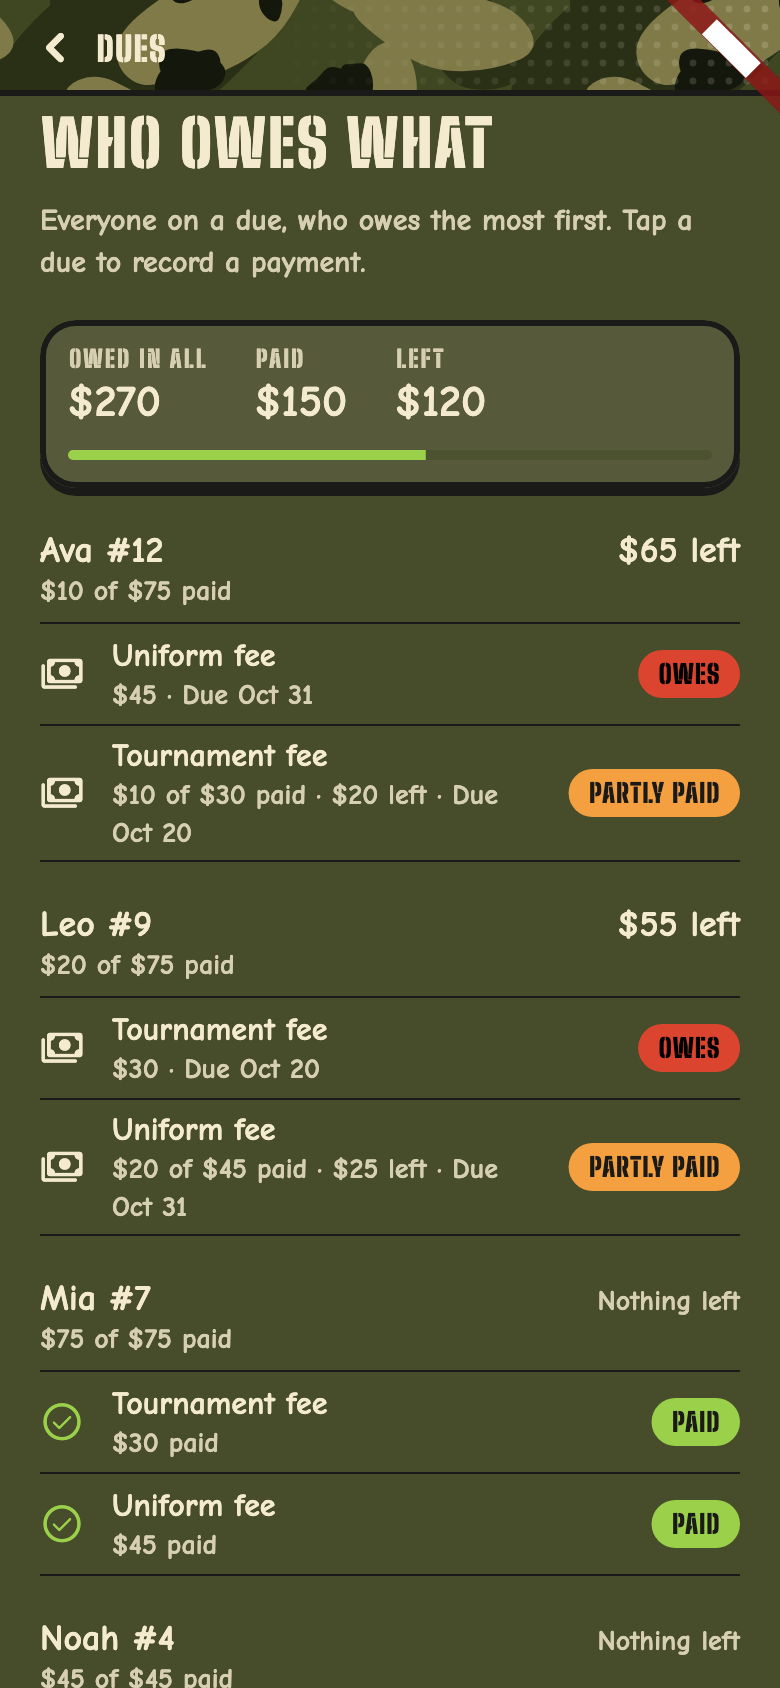 DUES
WHO OWES WHAT
Everyone on a due, who owes the most first. Tap a
due to record a payment.
OWED IN ALL PAID LEFT
$270 $150 $120
Ava #12 $65 left
$10 of $75 paid
Uniform fee
$45 · Due Oct 31
OWES
Tournament fee
$10 of $30 paid · $20 left · Due
Oct 20
PARTLY PAID
Leo #9 $55 left
$20 of $75 paid
Tournament fee
$30 · Due Oct 20
OWES
Uniform fee
$20 of $45 paid · $25 left · Due
Oct 31
PARTLY PAID
Mia #7 Nothing left
$75 of $75 paid
Tournament fee
$30 paid
PAID
Uniform fee
$45 paid
PAID
Noah #4 Nothing left
$45 of $45 paid